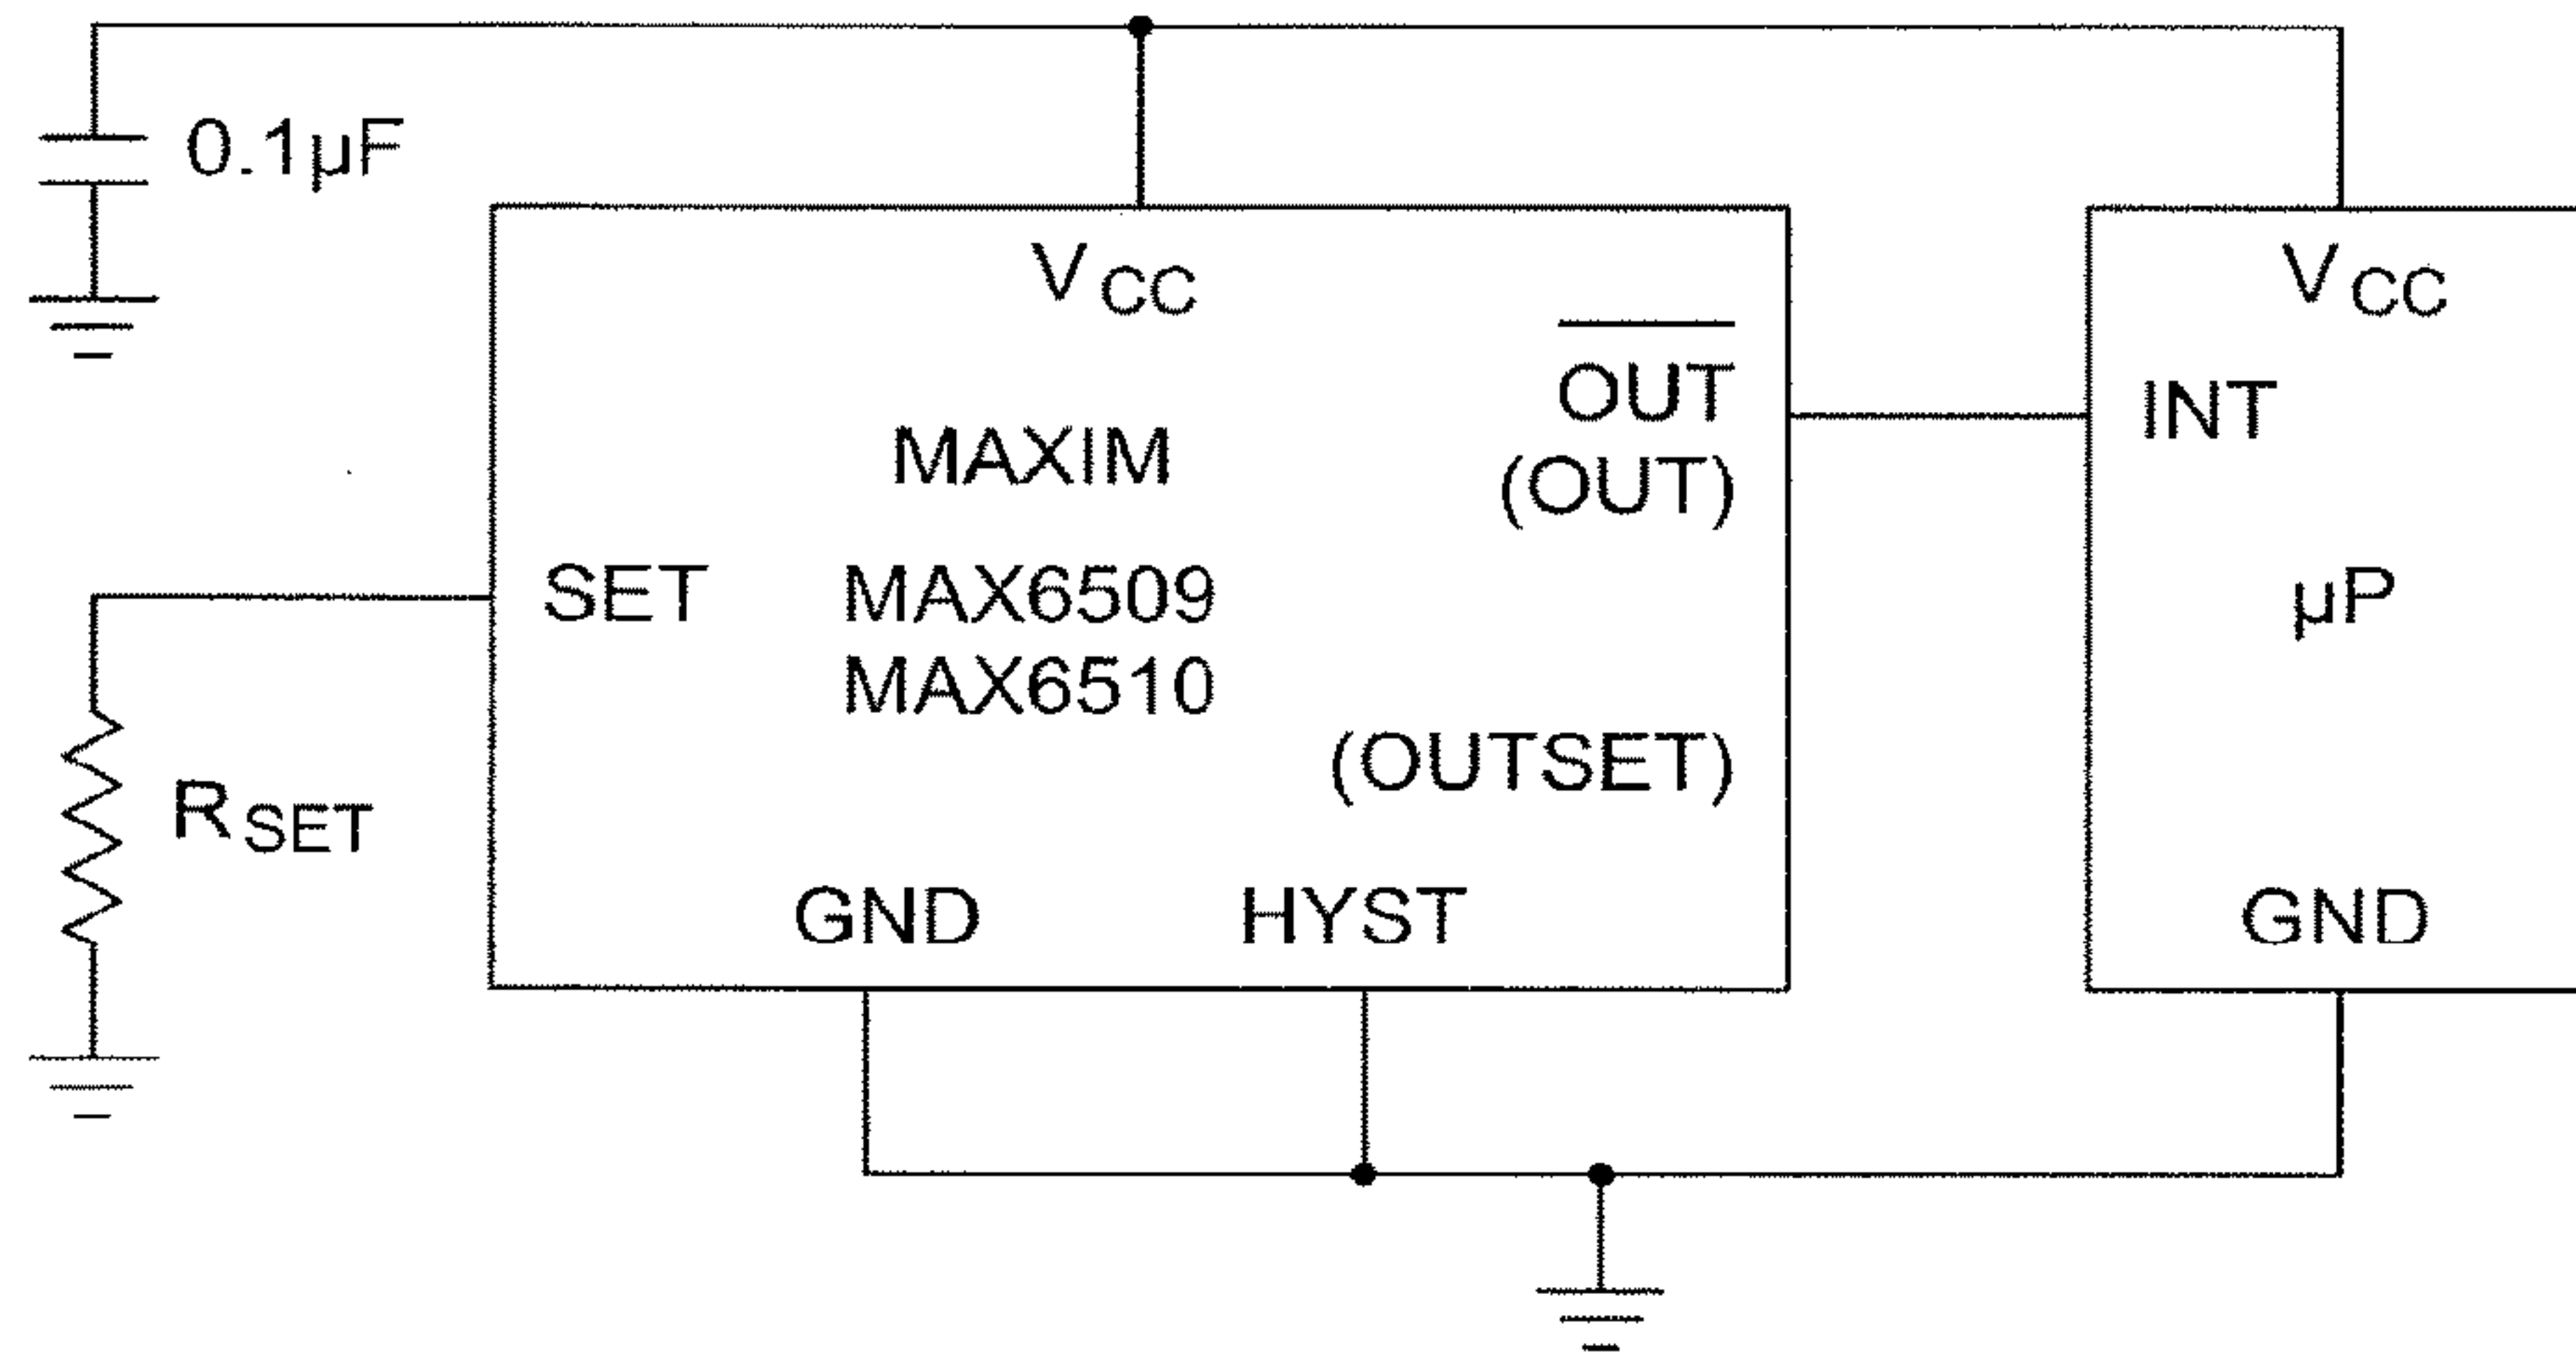 0.1µF
VCC
VCC
OUT
(OUT)
INT
MAXIM
SET
MAX6509
MAX6510
µP
(OUTSET)
RSET
GND
HYST
GND